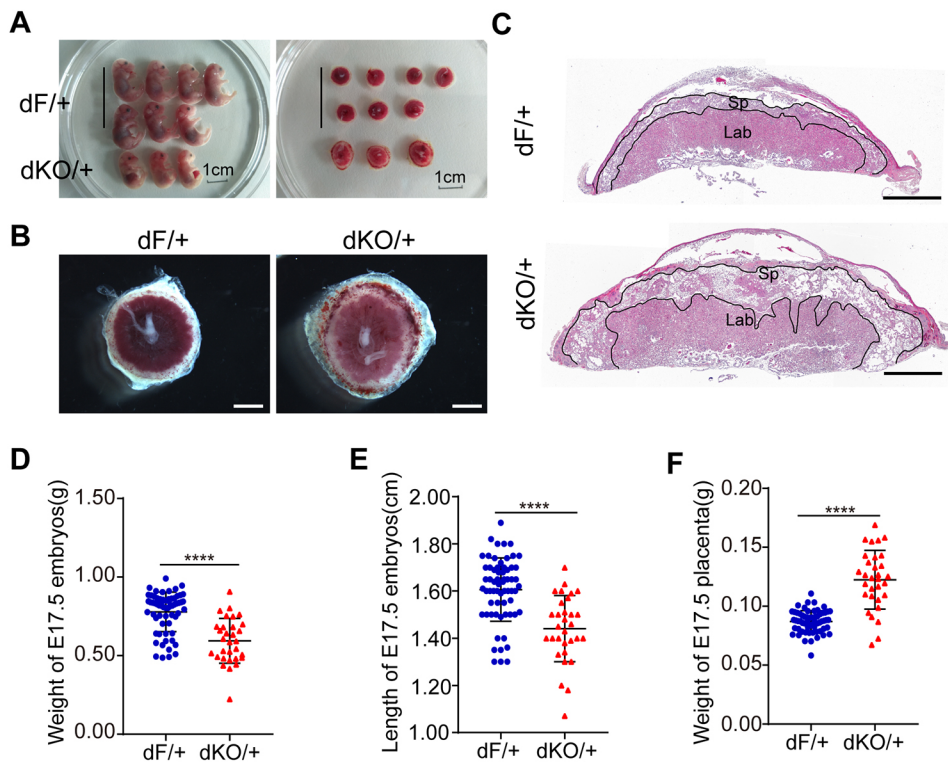 A
dF/+
dKO/+
1cm
1cm
B
dF/+
dKO/+
C
dF/+
Sp
Lab
dKO/+
Sp
Lab
D
Weight of E17.5 embryos(g)
1.50
1.00
0.50
0.00
****
dF/+
dKO/+
E
Length of E17.5 embryos(cm)
2.00
1.80
1.60
1.40
1.20
1.00
****
dF/+
dKO/+
F
Weight of E17.5 placenta(g)
0.20
0.15
0.10
0.05
0.00
****
dF/+
dKO/+